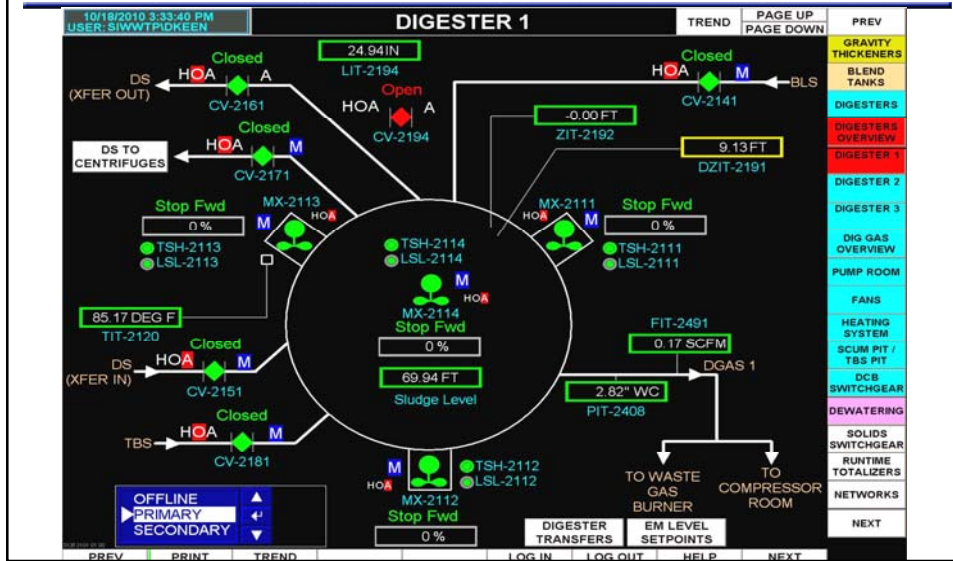 10/18/2010 3:33:40 PM
USER: SIWWTP\DKEEN
DIGESTER 1
TREND
PAGE UP
PAGE DOWN
PREV
24.94IN
LIT-2194
Closed
HOA
A
DS
(XFER OUT)
CV-2161
Open
HOA
A
CV-2194
Closed
HOA
M
BLS
CV-2141
-0.00 FT
ZIT-2192
9.13FT
DZIT-2191
Closed
HOA
M
DS TO
CENTRIFUGES
CV-2171
MX-2113
Stop Fwd
M
HOA
0 %
TSH-2113
LSL-2113
MX-2111
Stop Fwd
HOA
M
0 %
TSH-2111
LSL-2111
TSH-2114
LSL-2114
M
HOA
MX-2114
Stop Fwd
0 %
69.94 FT
Sludge Level
85.17 DEG F
TIT-2120
Closed
HOA
M
DS
(XFER IN)
CV-2151
Closed
HOA
M
TBS
CV-2181
FIT-2491
0.17 SCFM
DGAS 1
2.82" WC
PIT-2408
TO WASTE
GAS
BURNER
TO
COMPRESSOR
ROOM
M
HOA
TSH-2112
LSL-2112
MX-2112
Stop Fwd
0 %
OFFLINE
PRIMARY
SECONDARY
DIGESTER
TRANSFERS
EM LEVEL
SETPOINTS
GRAVITY
THICKENERS
BLEND
TANKS
DIGESTERS
DIGESTERS
OVERVIEW
DIGESTER 1
DIGESTER 2
DIGESTER 3
DIG GAS
OVERVIEW
PUMP ROOM
FANS
HEATING
SYSTEM
SCUM PIT /
TBS PIT
DCB
SWITCHGEAR
DEWATERING
SOLIDS
SWITCHGEAR
RUNTIME
TOTALIZERS
NETWORKS
NEXT
PREV
PRINT
TREND
LOG IN
LOG OUT
HELP
NEXT